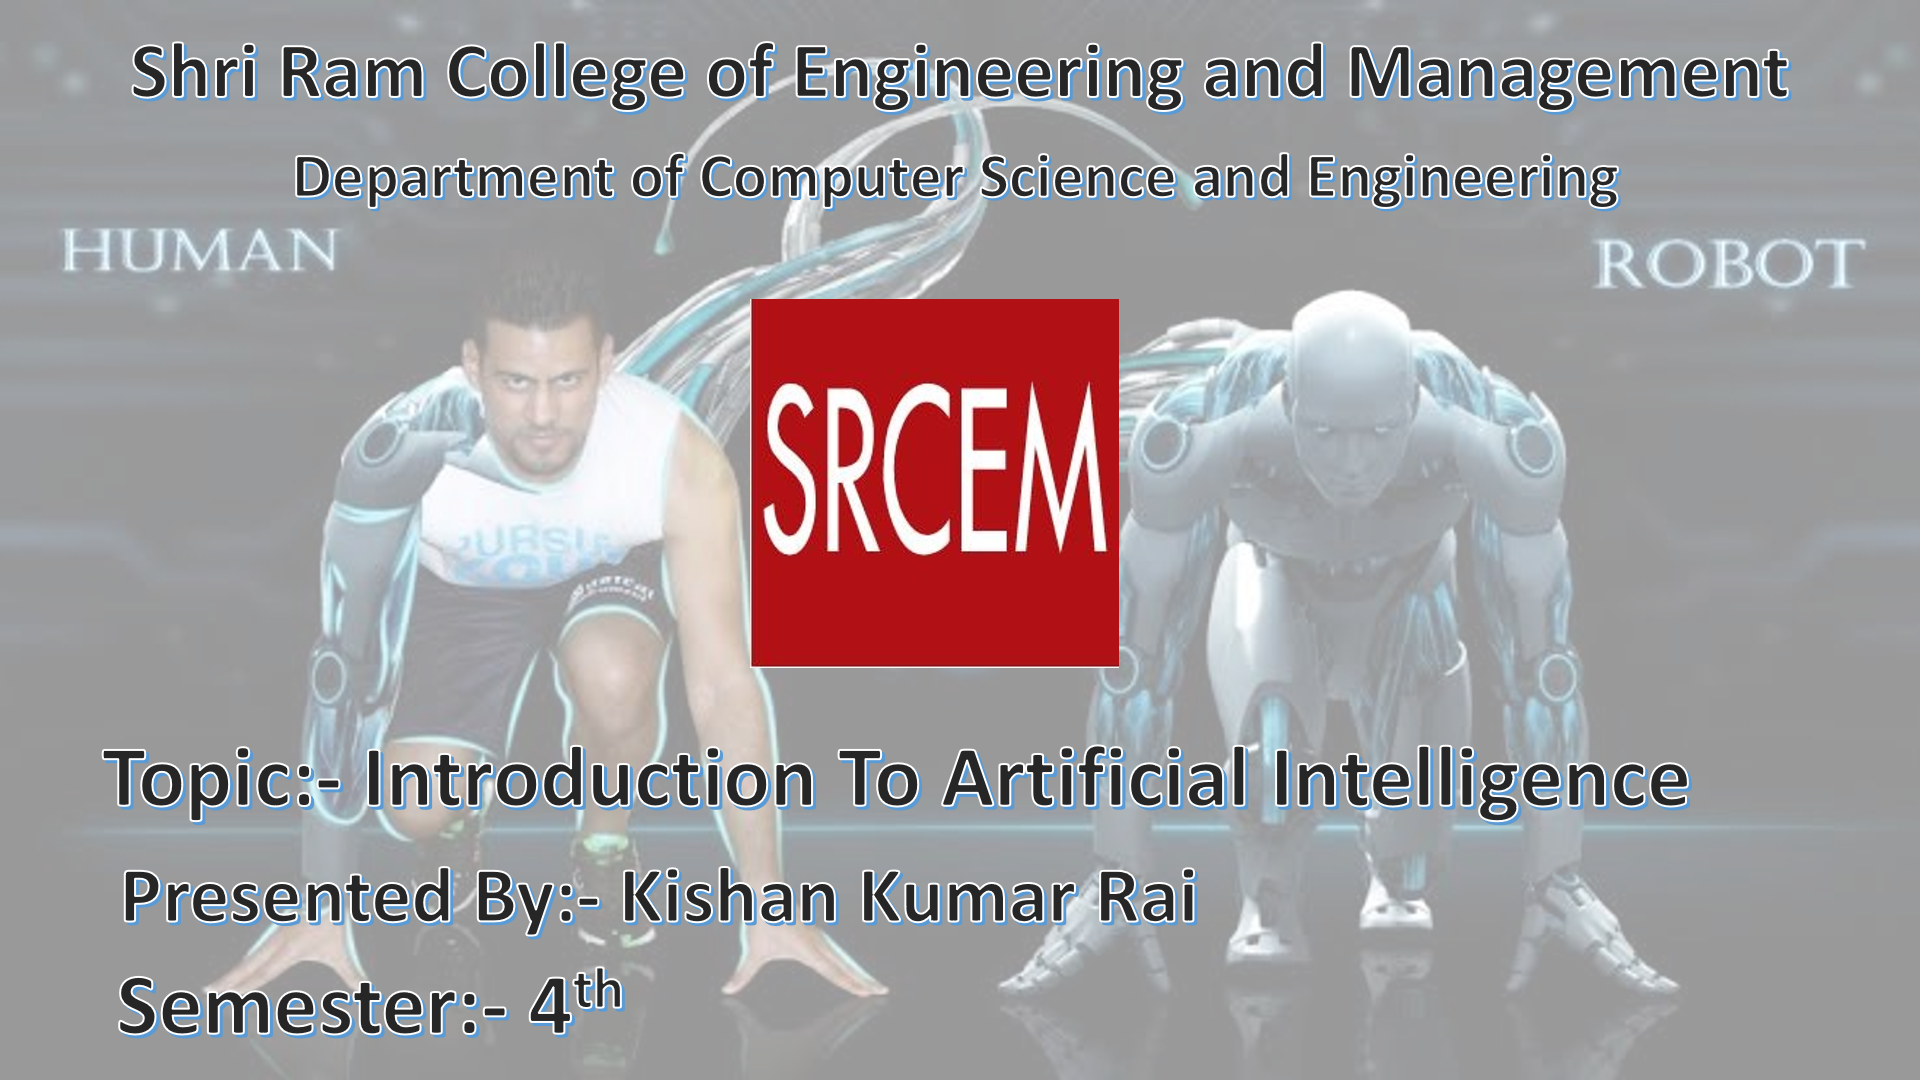 Shri Ram College of Engineering and Management
Department of Computer Science and Engineering
HUMAN
ROBOT
SRCEM
Topic:- Introduction To Artificial Intelligence
Presented By:- Kishan Kumar Rai
Semester:- 4th